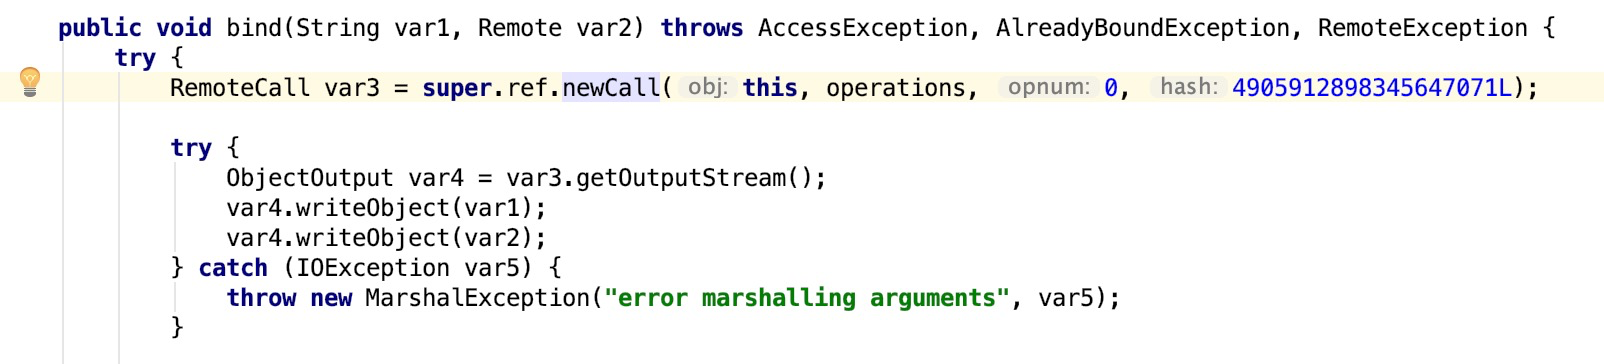 public void bind(String var1, Remote var2) throws AccessException, AlreadyBoundException, RemoteException {
try {
RemoteCall var3 = super.ref.newCall( obj: this, operations, opnum: 0, hash: 4905912898345647071L);
try {
ObjectOutput var4 = var3.getOutputStream();
var4.writeObject(var1);
var4.writeObject(var2);
} catch (IOException var5) {
throw new MarshalException("error marshalling arguments", var5);
}